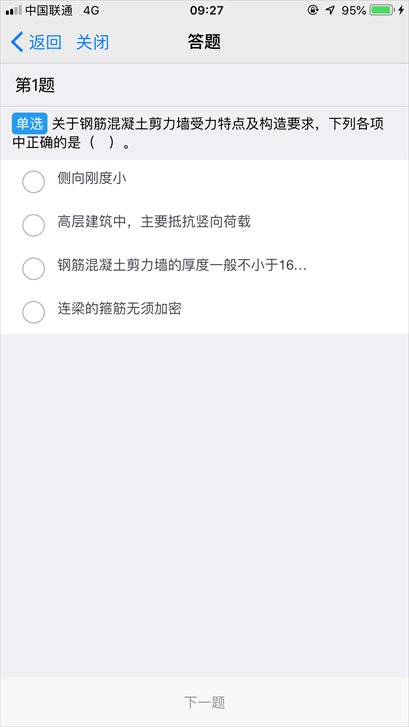 中国联通 4G 09:27 95%
返回 关闭 答题
第1题
单选 关于钢筋混凝土剪力墙受力特点及构造要求，下列各项
中正确的是（ ）。
侧向刚度小
高层建筑中，主要抵抗竖向荷载
钢筋混凝土剪力墙的厚度一般不小于16…
连梁的箍筋无须加密
下一题